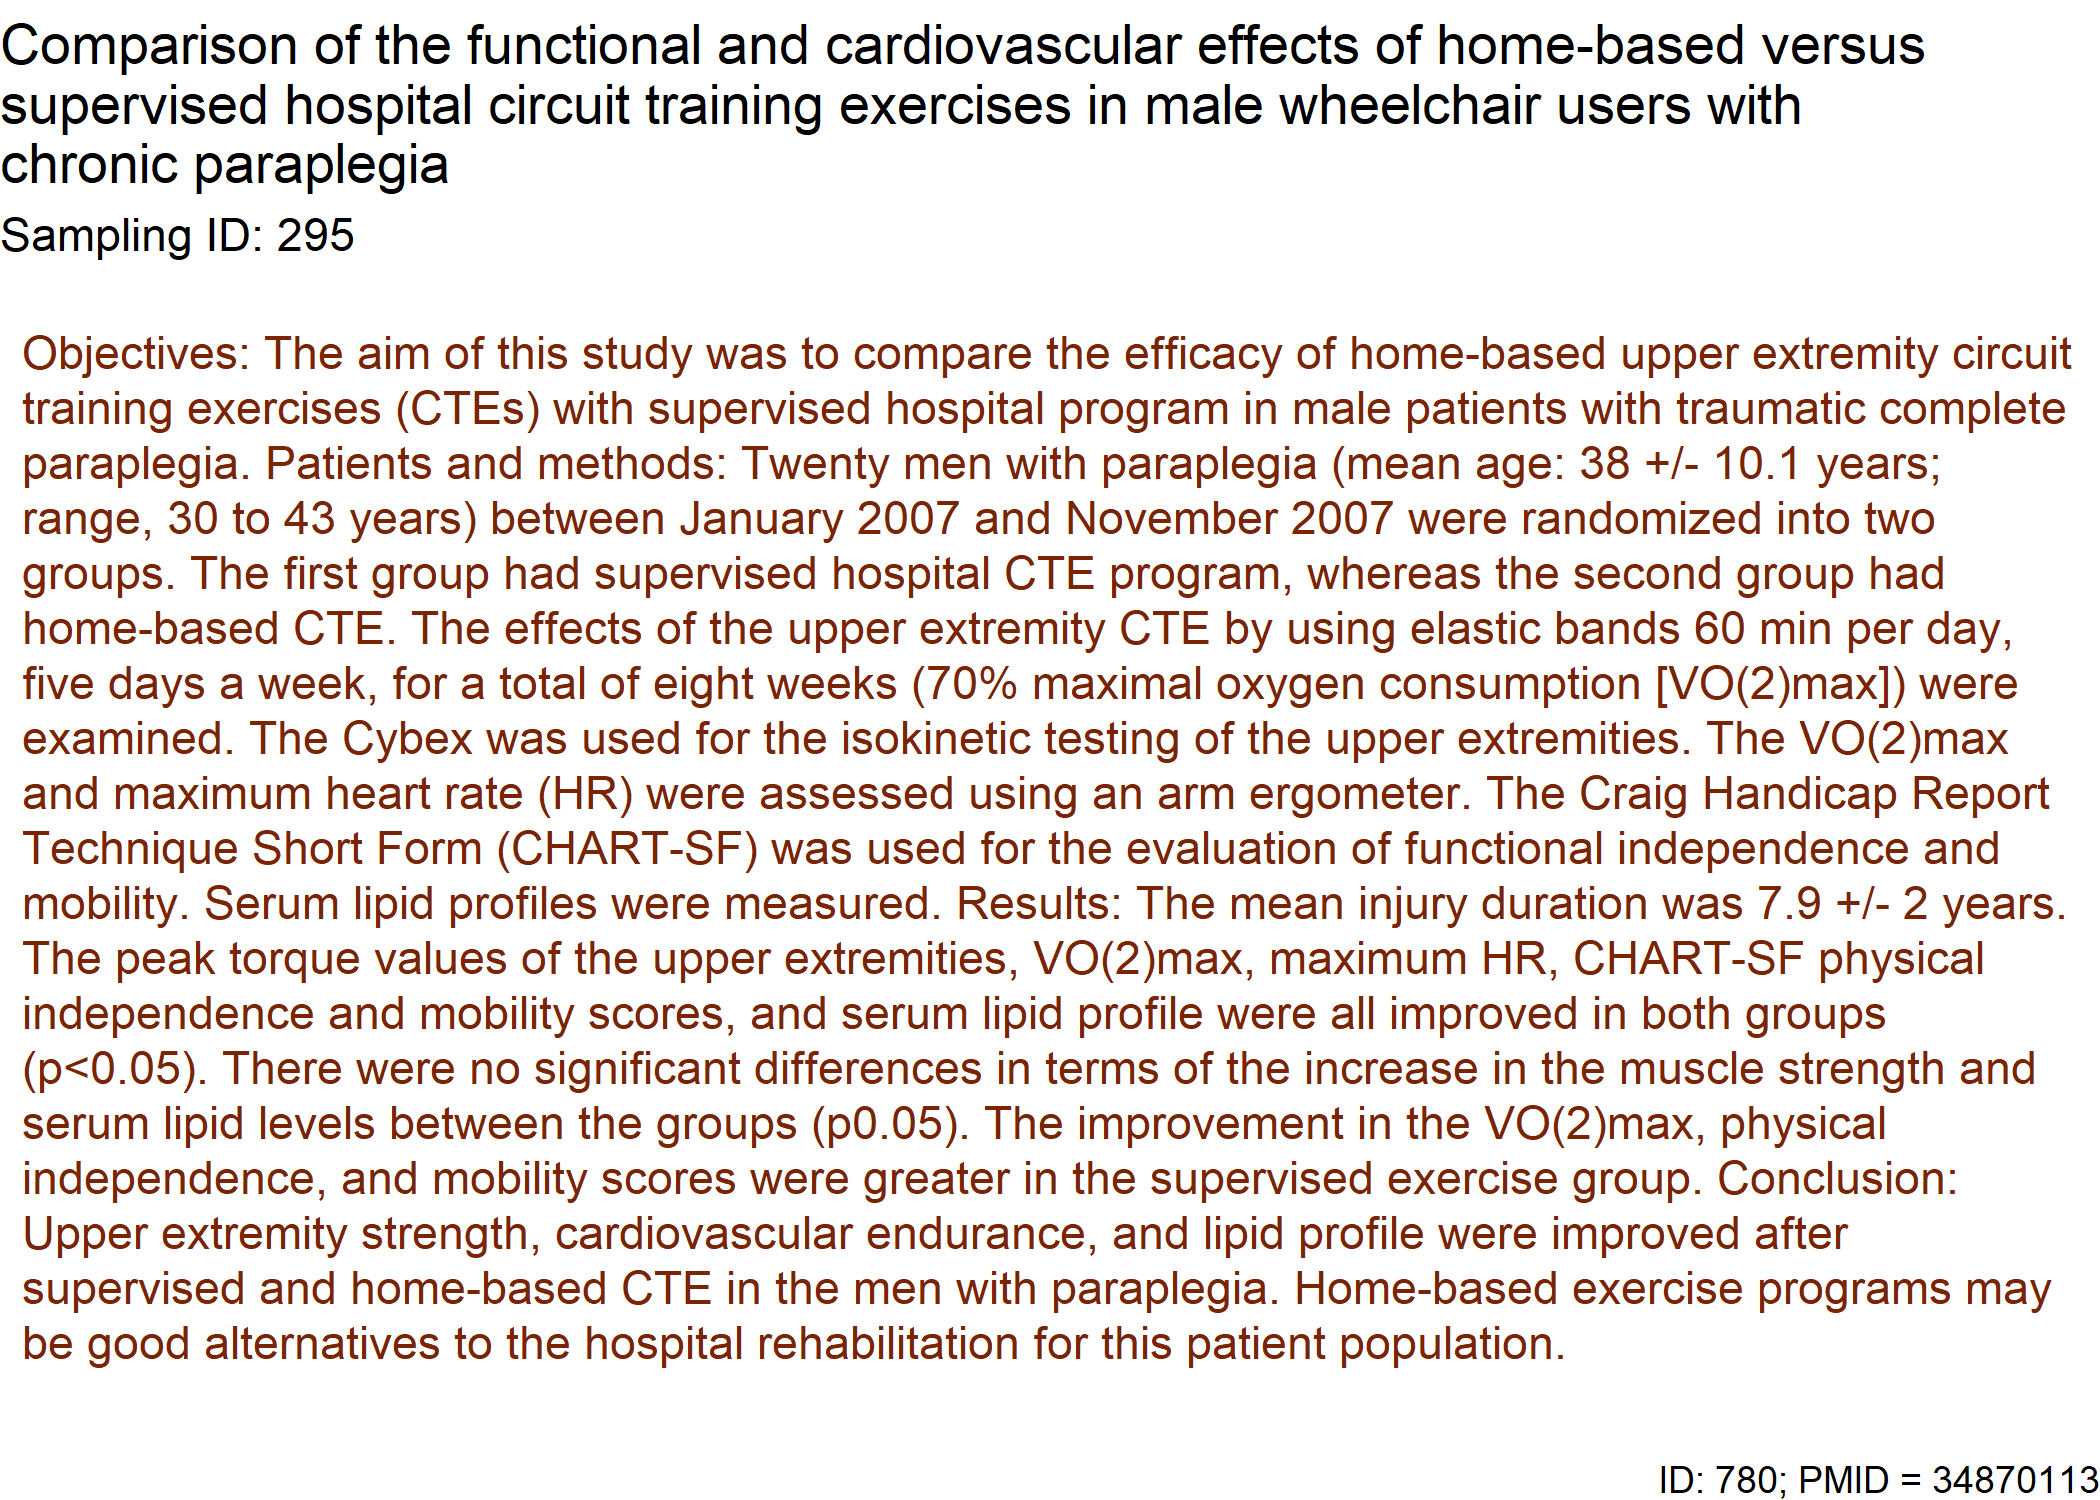 Comparison of the functional and cardiovascular effects of home-based versus
supervised hospital circuit training exercises in male wheelchair users with
chronic paraplegia
Sampling ID: 295
Objectives: The aim of this study was to compare the efficacy of home-based upper extremity circuit
training exercises (CTEs) with supervised hospital program in male patients with traumatic complete
paraplegia. Patients and methods: Twenty men with paraplegia (mean age: 38 +/- 10.1 years;
range, 30 to 43 years) between January 2007 and November 2007 were randomized into two
groups. The first group had supervised hospital CTE program, whereas the second group had
home-based CTE. The effects of the upper extremity CTE by using elastic bands 60 min per day,
five days a week, for a total of eight weeks (70% maximal oxygen consumption [VO(2)max]) were
examined. The Cybex was used for the isokinetic testing of the upper extremities. The VO(2)max
and maximum heart rate (HR) were assessed using an arm ergometer. The Craig Handicap Report
Technique Short Form (CHART-SF) was used for the evaluation of functional independence and
mobility. Serum lipid profiles were measured. Results: The mean injury duration was 7.9 +/- 2 years.
The peak torque values of the upper extremities, VO(2)max, maximum HR, CHART-SF physical
independence and mobility scores, and serum lipid profile were all improved in both groups
(p<0.05). There were no significant differences in terms of the increase in the muscle strength and
serum lipid levels between the groups (p0.05). The improvement in the VO(2)max, physical
independence, and mobility scores were greater in the supervised exercise group. Conclusion:
Upper extremity strength, cardiovascular endurance, and lipid profile were improved after
supervised and home-based CTE in the men with paraplegia. Home-based exercise programs may
be good alternatives to the hospital rehabilitation for this patient population.
ID: 780; PMID = 34870113